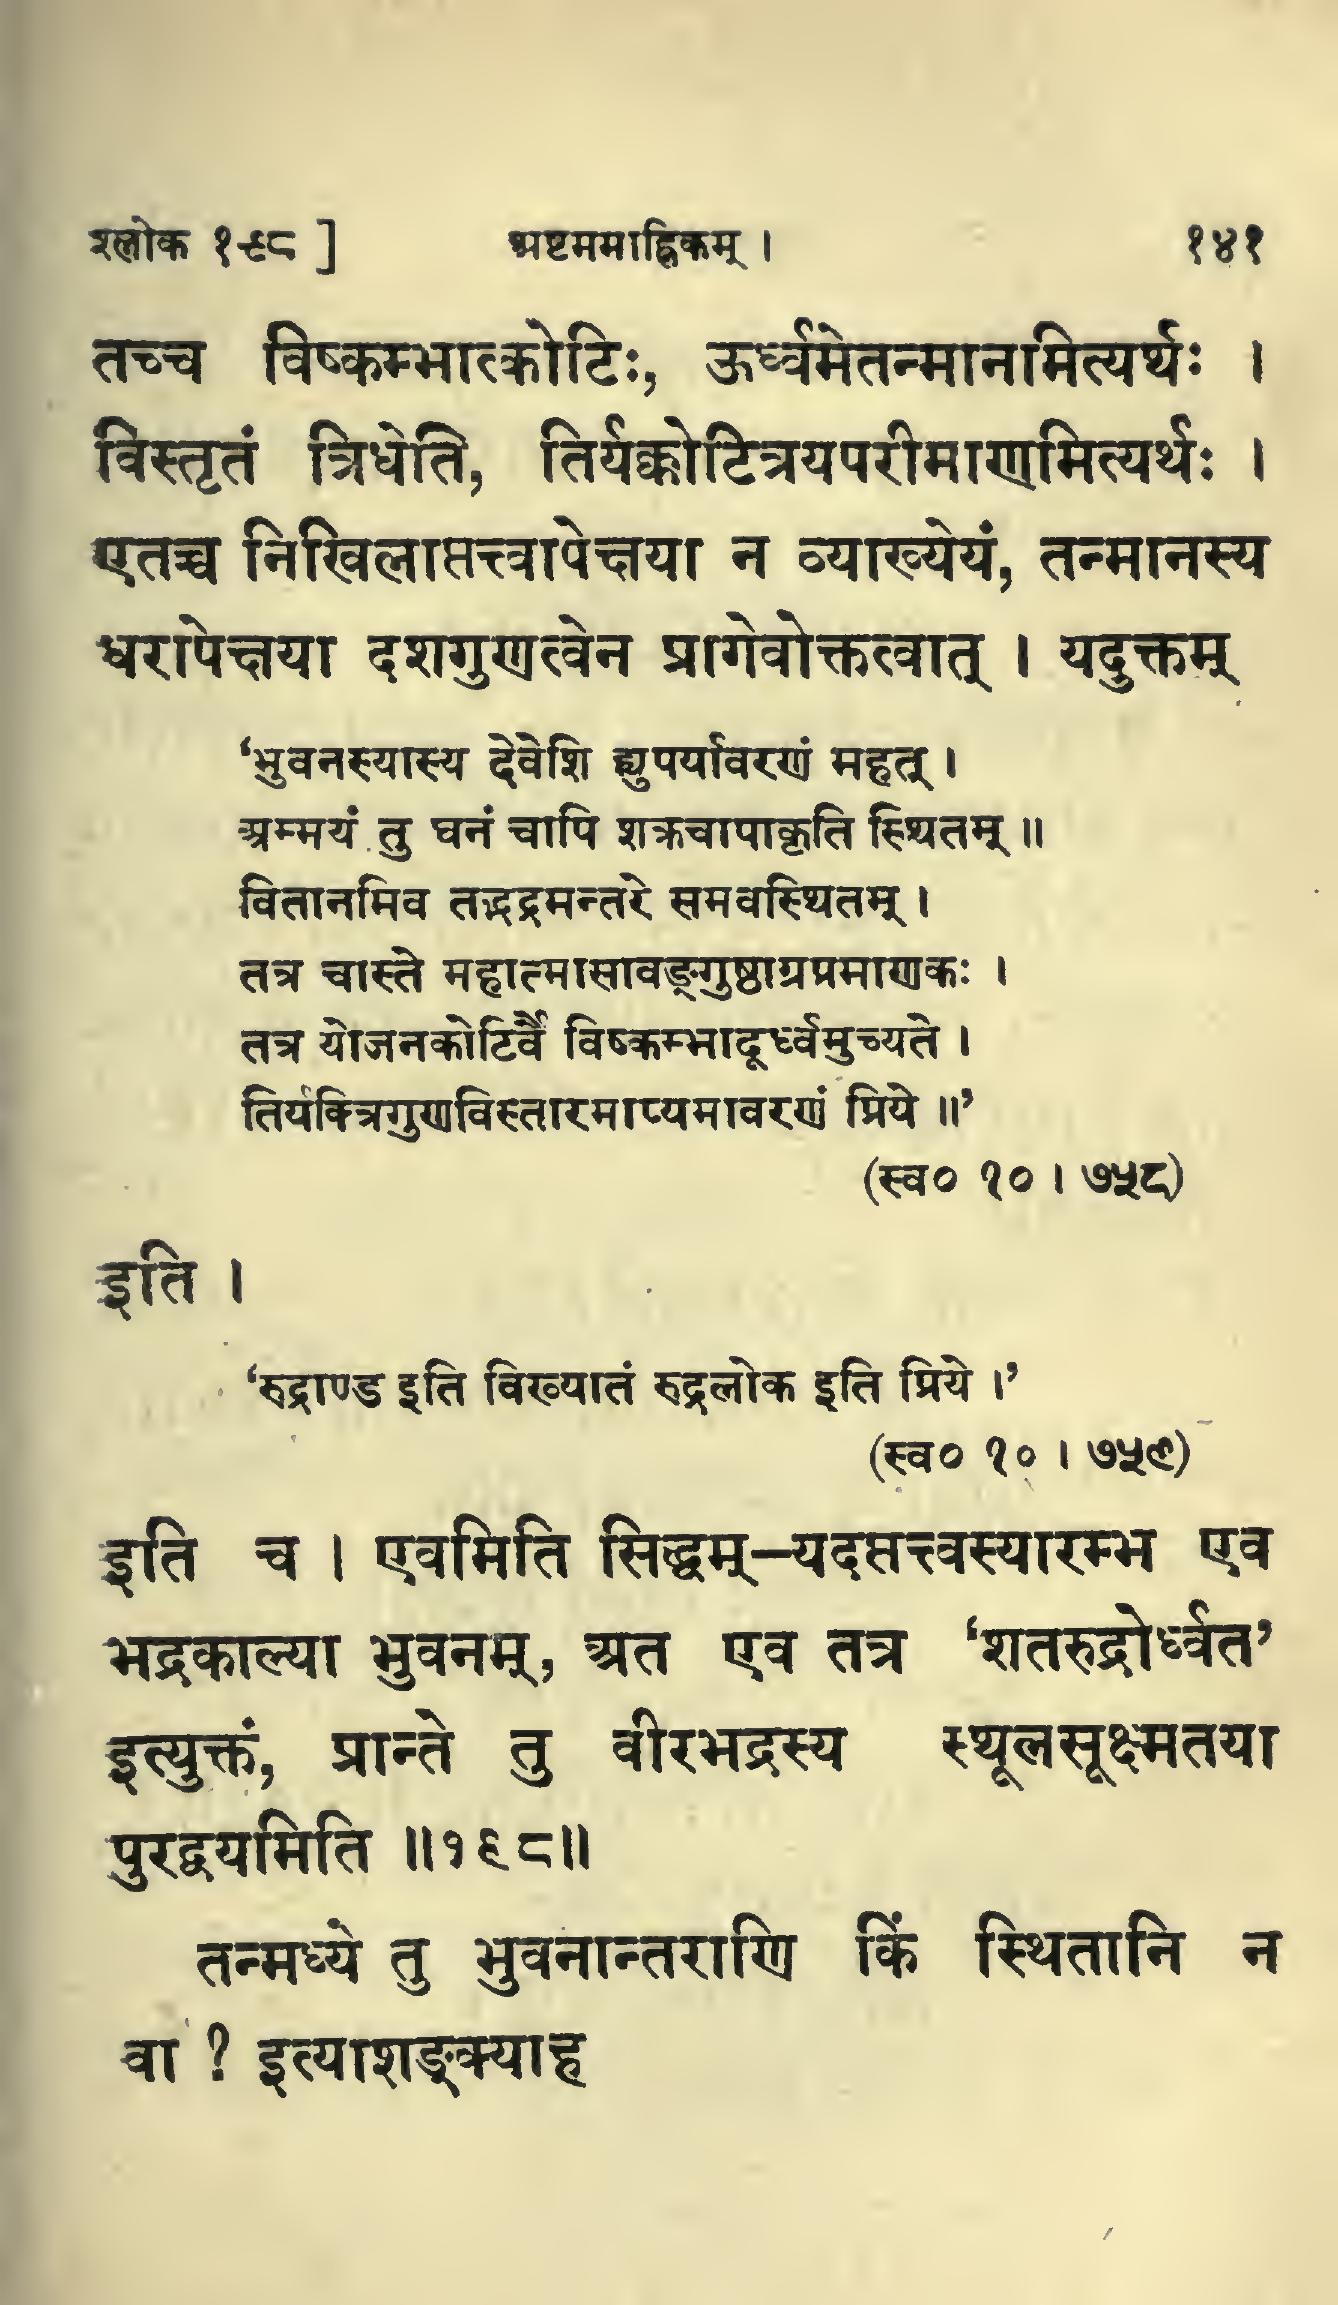 श्लोक १९८ ] अष्टममाह्निकम् । १४१
तच्च विष्कम्भात्कोटिः, ऊर्ध्वमेतन्मानामित्यर्थः ।
विस्तृतं त्रिधेति, तिर्यक्कोटित्रयपरीमाणमित्यर्थः ।
एतच्च निखिलाप्तत्त्वापेक्षया न व्याख्येयं, तन्मानस्य
धरापेक्षया दशगुणत्वेन प्रागेवोक्तत्वात् । यदुक्तम्
‘भुवनस्यास्य देवेशि ह्युपर्यावरणं महत् ।
अम्मयं तु घनं चापि शक्रचापाकृति स्थितम् ॥
वितानमिव तद्भद्रमन्तरे समवस्थितम् ।
तत्र चास्ते महात्मासावङ्गुष्ठाग्रप्रमाणकः ।
तत्र योजनकोटिर्वै विष्कम्भादूर्ध्वमुच्यते ।
तिर्यक्त्रिगुणविस्तारमाप्यमावरणं प्रिये ॥’
(स्व० १० । ७५८)
इति ।
‘रुद्राण्ड इति विख्यातं रुद्रलोक इति प्रिये ।’
(स्व० १० । ७५९)
इति च । एवमिति सिद्धम्—यदप्तत्त्वस्यारम्भ एव
भद्रकाल्या भुवनम्, अत एव तत्र ‘शतरुद्रोर्ध्वत’
इत्युक्तं, प्रान्ते तु वीरभद्रस्य स्थूलसूक्ष्मतया
पुरद्वयमिति ॥१९८॥
तन्मध्ये तु भुवनान्तराणि किं स्थितानि न
वा ? इत्याशङ्क्याह